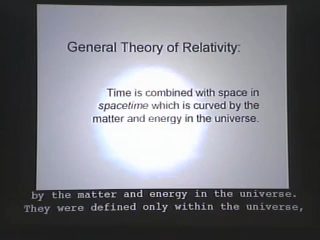 General Theory of Relativity:
Time is combined with space in
spacetime which is curved by the
matter and energy in the universe.
by the matter and energy in the universe.
They were defined only within the universe,